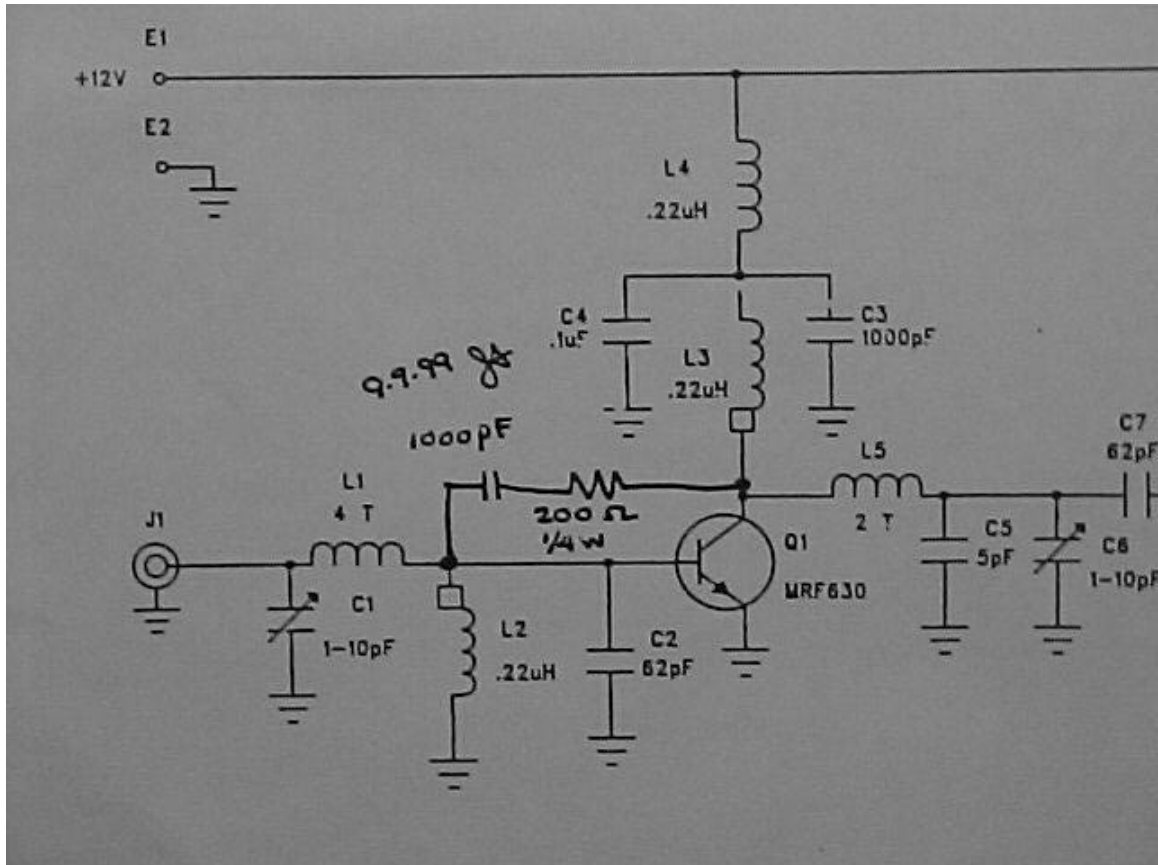 E1
+12V
E2
L4
.22uH
C4
.1uF
C3
1000pF
L3
.22uH
9.9.99
1000pF
C7
62pF
L1
4 T
L5
2 T
J1
200Ω
1/4 W
Q1
MRF630
C5
5pF
C6
1-10pF
C1
1-10pF
L2
.22uH
C2
62pF